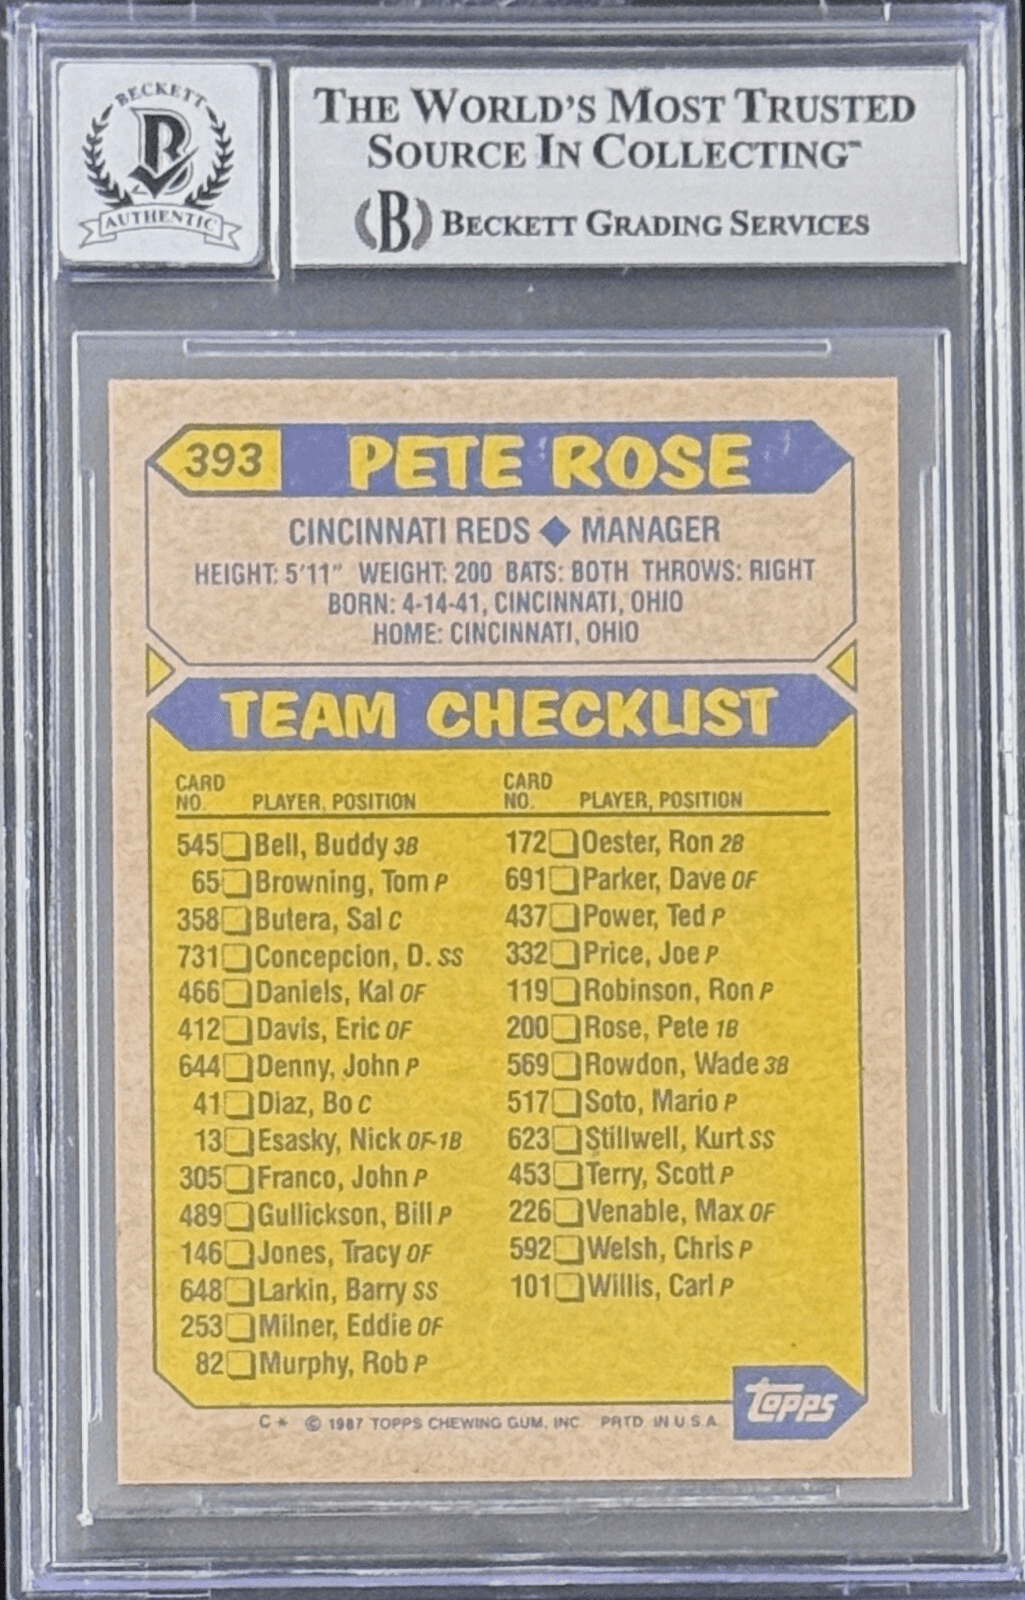 BECKETT
B
AUTHENTIC
THE WORLD'S MOST TRUSTED
SOURCE IN COLLECTING™
B BECKETT GRADING SERVICES
393 PETE ROSE
CINCINNATI REDS ◆ MANAGER
HEIGHT: 5'11" WEIGHT: 200 BATS: BOTH THROWS: RIGHT
BORN: 4-14-41, CINCINNATI, OHIO
HOME: CINCINNATI, OHIO
TEAM CHECKLIST
CARD
NO. PLAYER, POSITION
545 Bell, Buddy 3B
65 Browning, Tom P
358 Butera, Sal C
731 Concepcion, D. SS
466 Daniels, Kal OF
412 Davis, Eric OF
644 Denny, John P
41 Diaz, Bo C
13 Esasky, Nick OF-1B
305 Franco, John P
489 Gullickson, Bill P
146 Jones, Tracy OF
648 Larkin, Barry SS
253 Milner, Eddie OF
82 Murphy, Rob P
CARD
NO. PLAYER, POSITION
172 Oester, Ron 2B
691 Parker, Dave OF
437 Power, Ted P
332 Price, Joe P
119 Robinson, Ron P
200 Rose, Pete 1B
569 Rowdon, Wade 3B
517 Soto, Mario P
623 Stillwell, Kurt SS
453 Terry, Scott P
226 Venable, Max OF
592 Welsh, Chris P
101 Willis, Carl P
C* © 1987 TOPPS CHEWING GUM, INC. PRTD. IN U.S.A.
topps